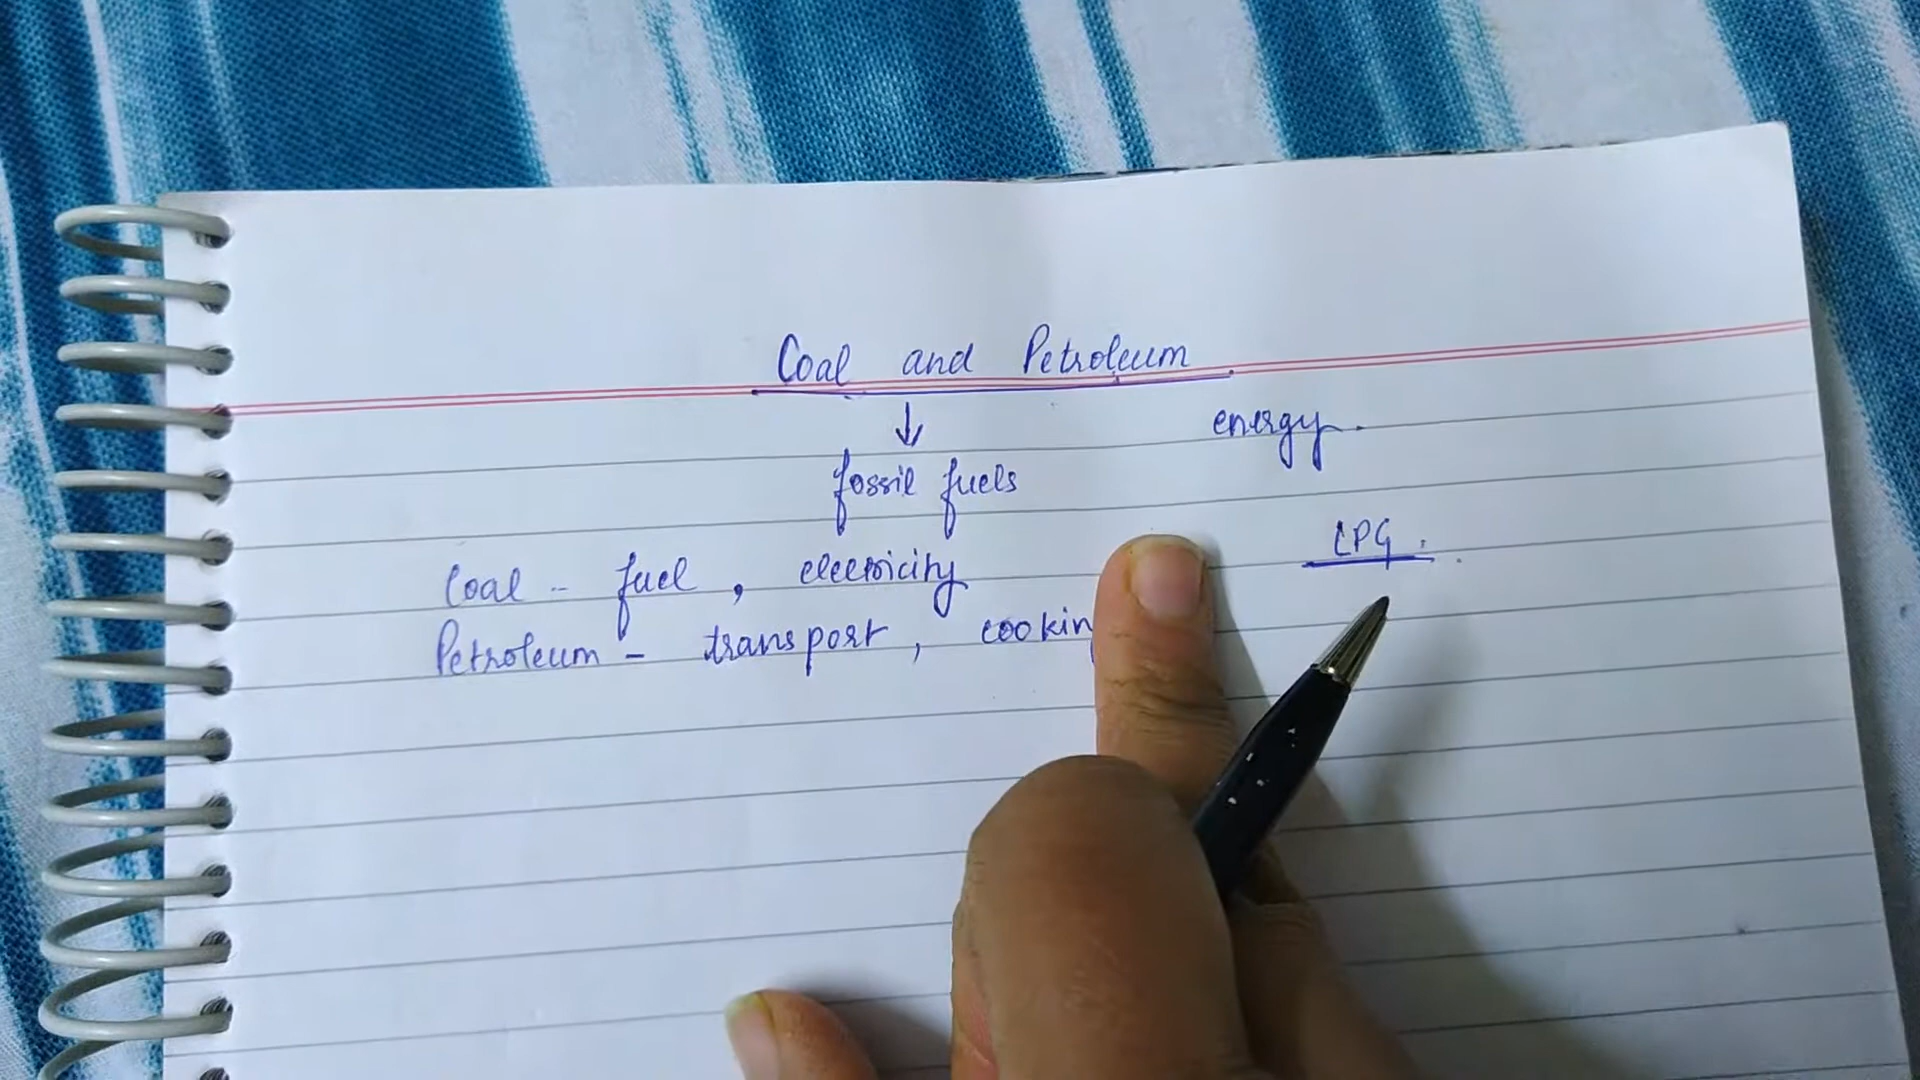 Coal and Petroleum
↓ energy.
fossil fuels
LPG.
Coal - fuel, electricity
Petroleum - transport, cookin